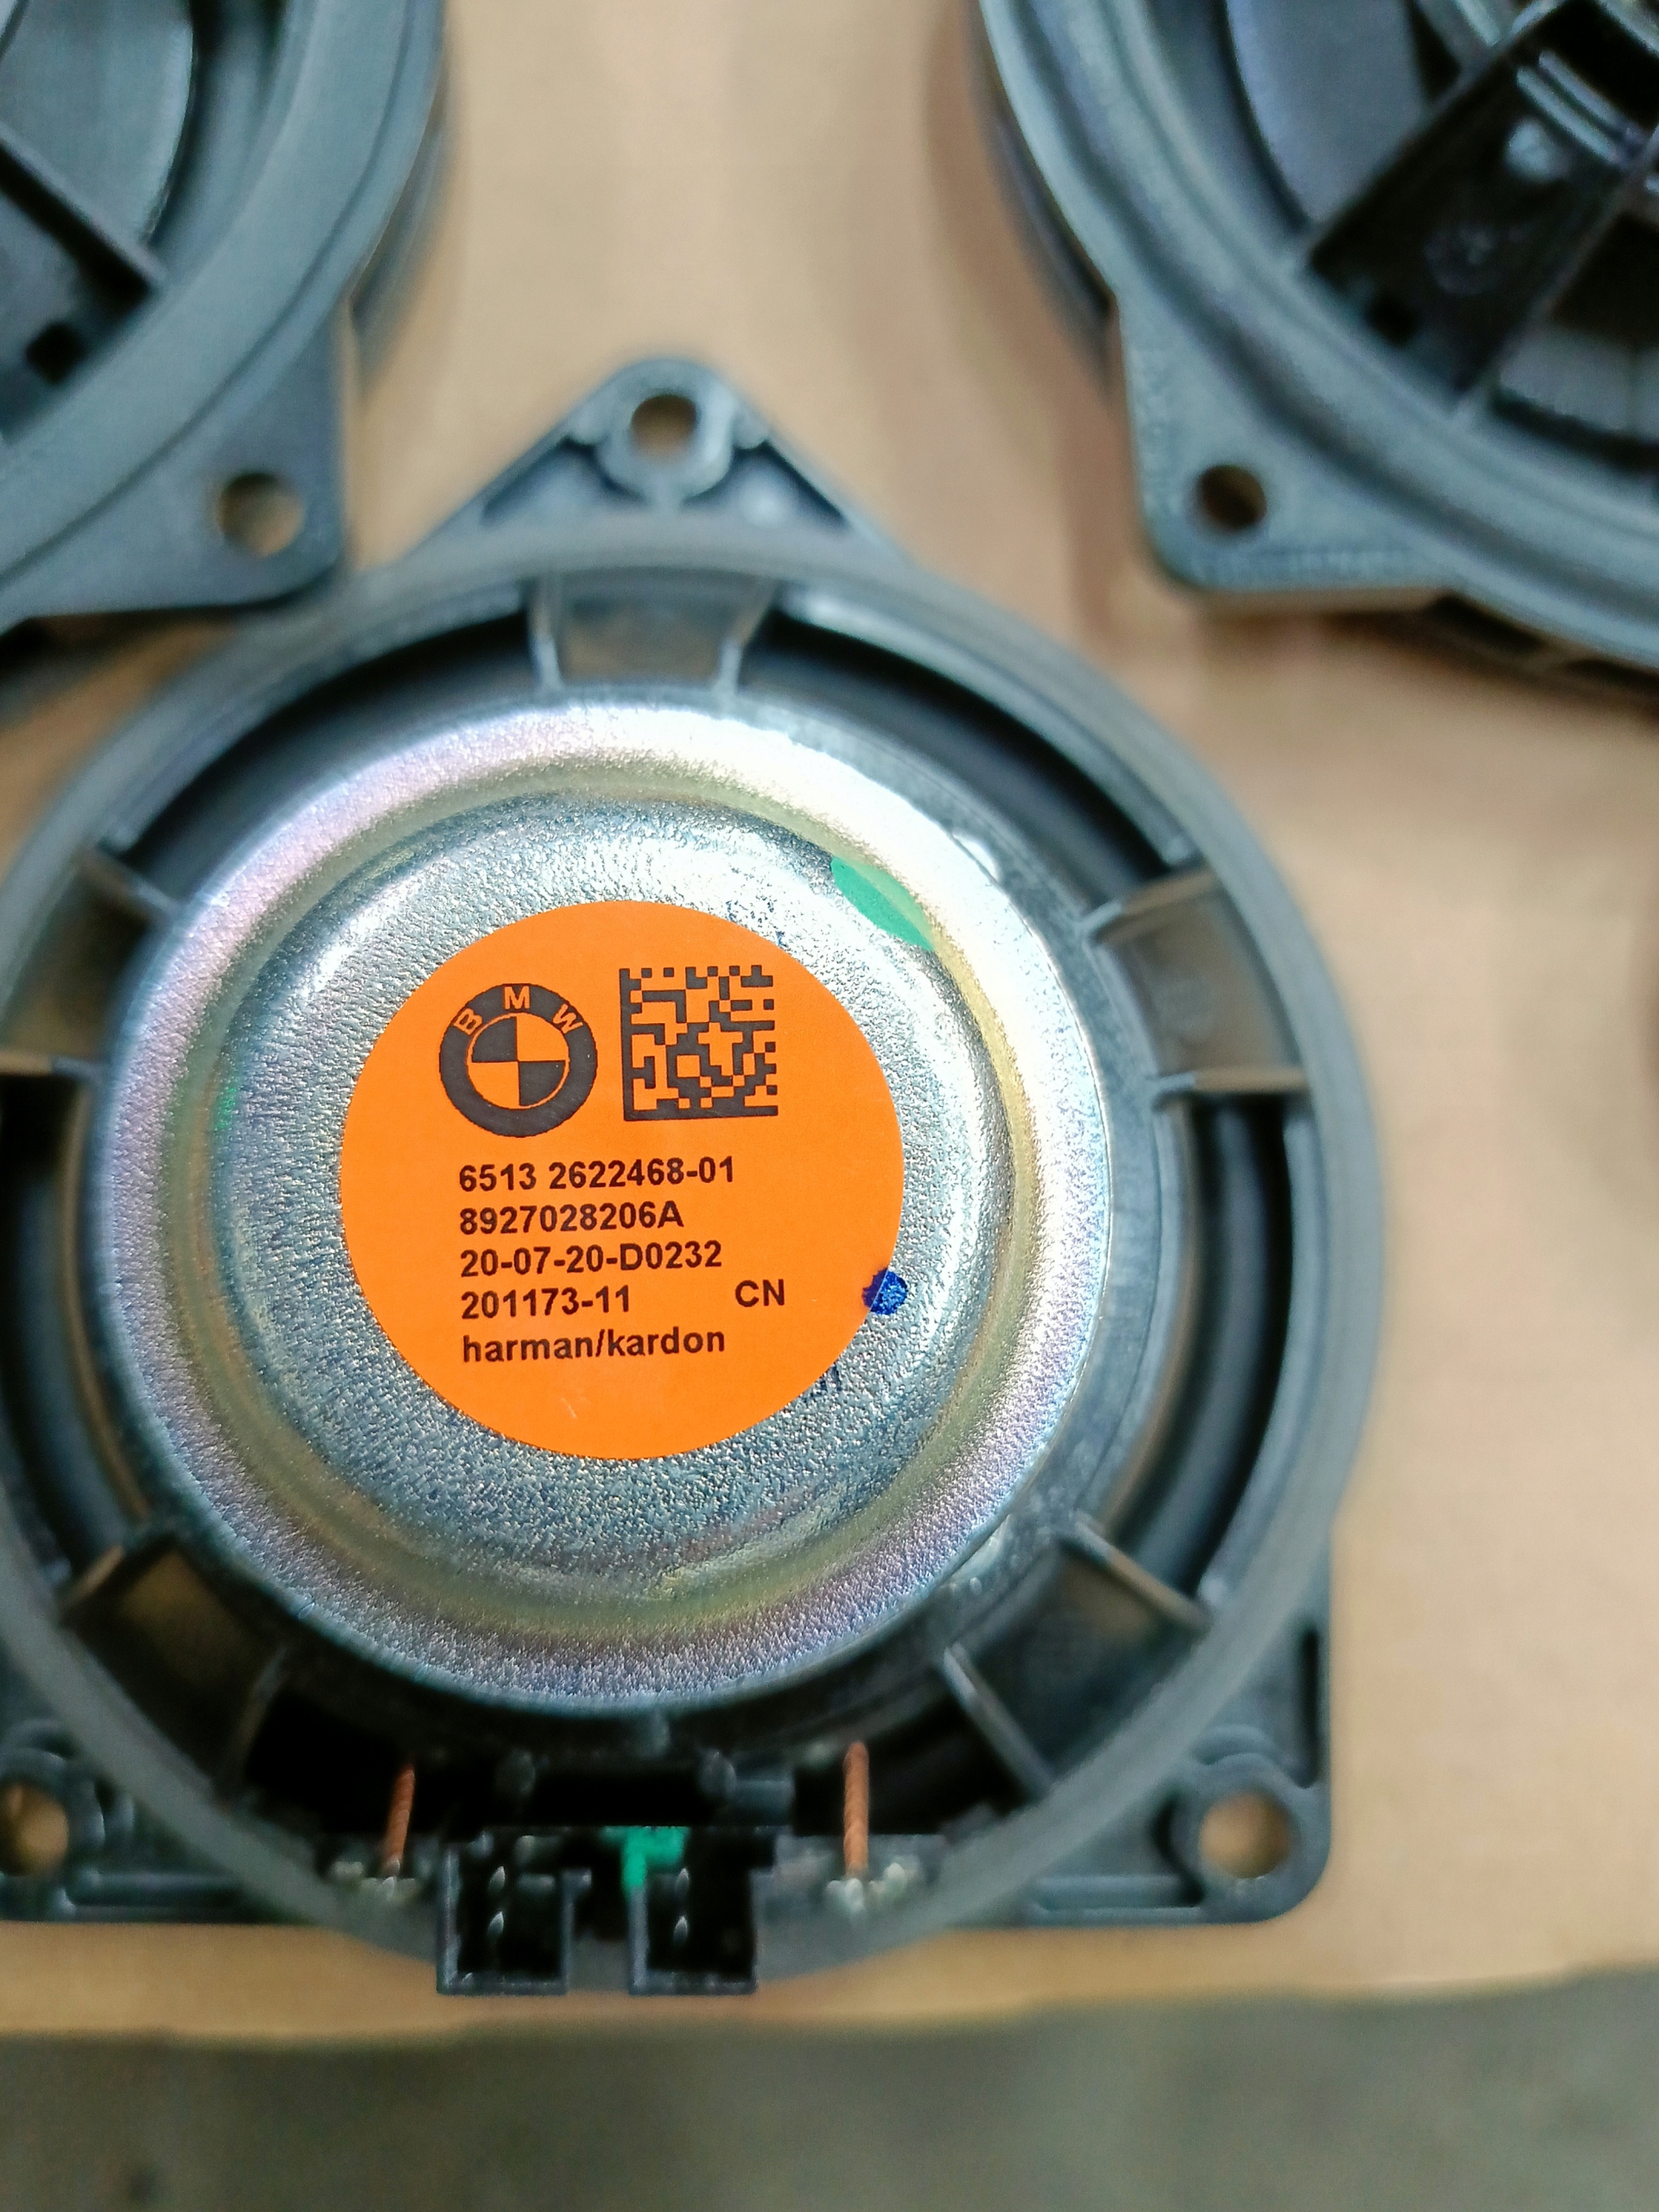 BMW
6513 2622468-01
8927028206A
20-07-20-D0232
201173-11 CN
harman/kardon